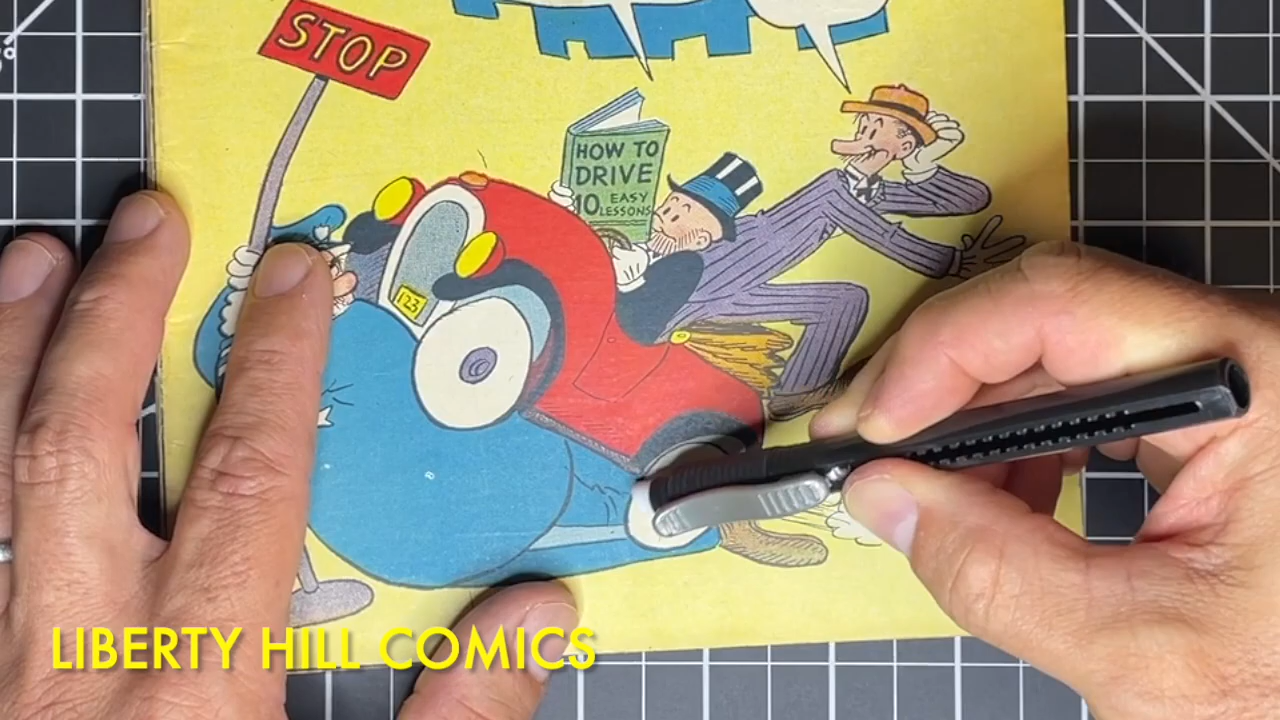 STOP
HOW TO
DRIVE
10 EASY
LESSONS
123
LIBERTY HILL COMICS